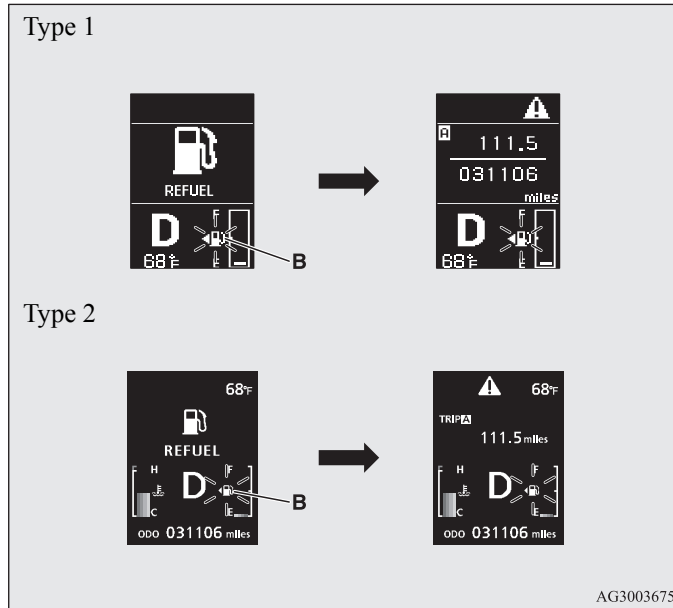 Type 1
REFUEL
D
F
E
68°F
B
A
111.5
031106
miles
D
F
E
68°F
Type 2
68°F
REFUEL
F H
D
F
C
E
B
ODO 031106 miles
68°F
TRIP A
111.5 miles
F H
D
F
C
E
ODO 031106 miles
AG3003675